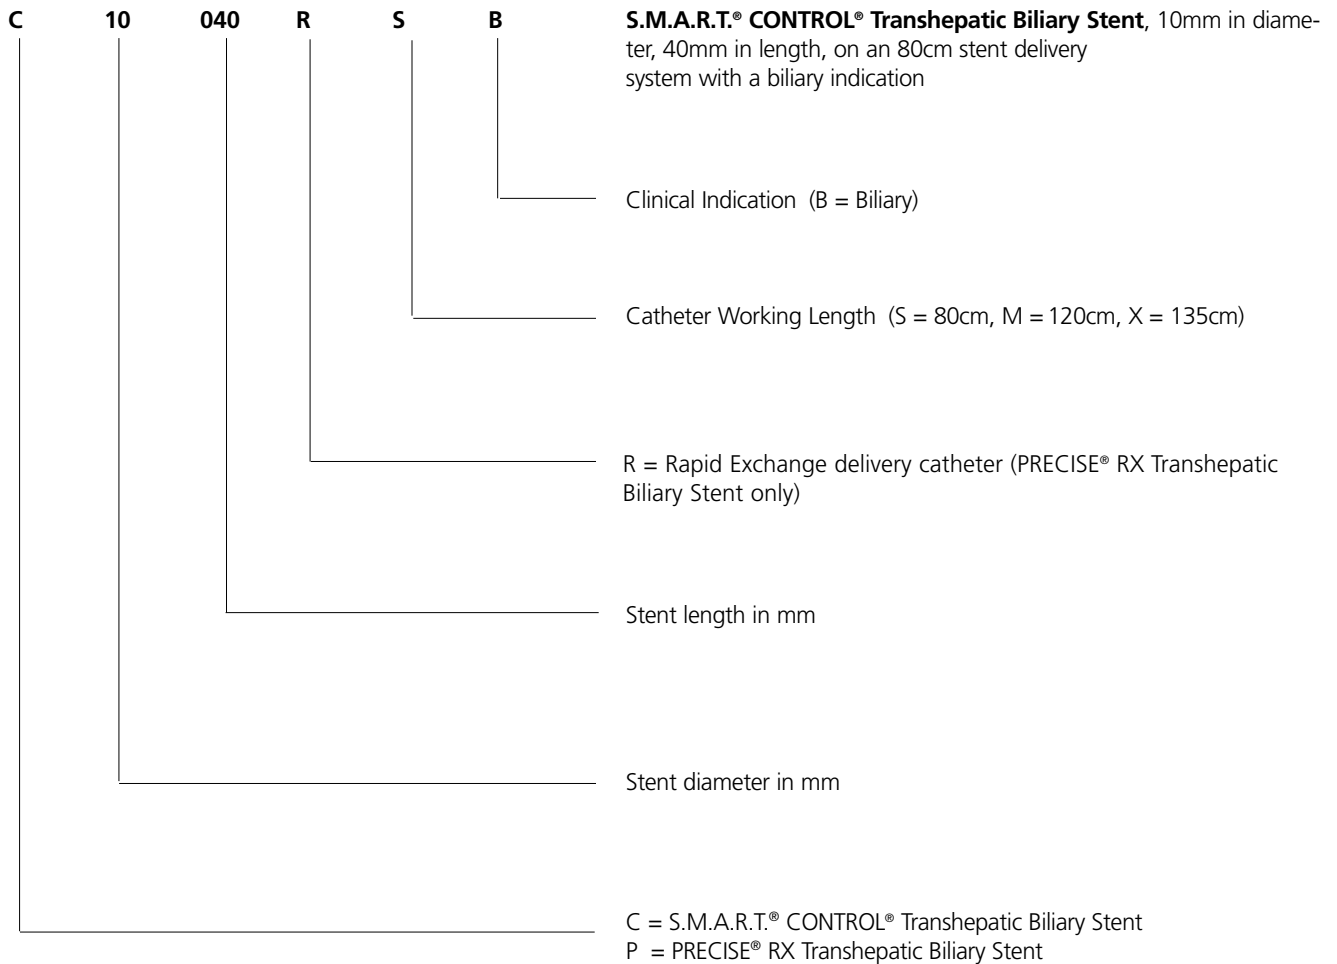 C 10 040 R S B
S.M.A.R.T.® CONTROL® Transhepatic Biliary Stent, 10mm in diame-
ter, 40mm in length, on an 80cm stent delivery
system with a biliary indication
Clinical Indication (B = Biliary)
Catheter Working Length (S = 80cm, M = 120cm, X = 135cm)
R = Rapid Exchange delivery catheter (PRECISE® RX Transhepatic
Biliary Stent only)
Stent length in mm
Stent diameter in mm
C = S.M.A.R.T.® CONTROL® Transhepatic Biliary Stent
P = PRECISE® RX Transhepatic Biliary Stent